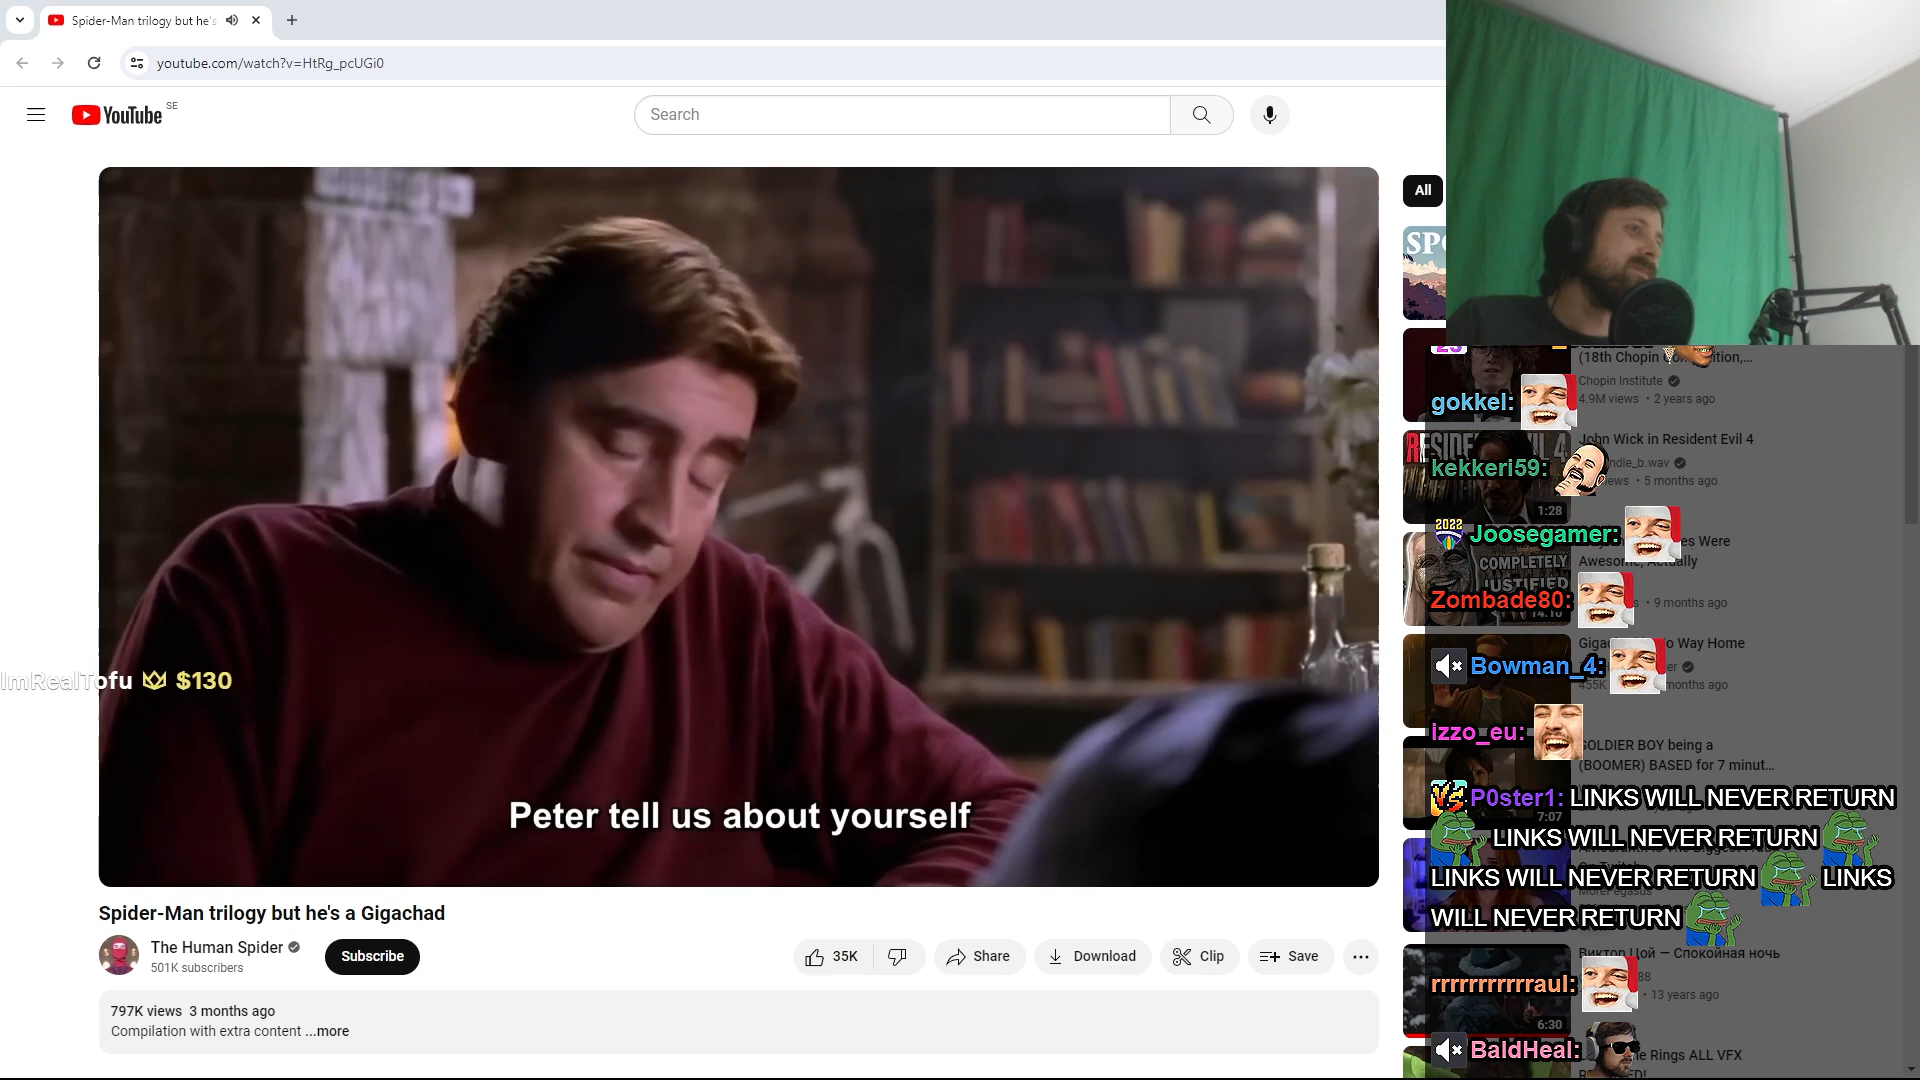 Spider-Man trilogy but he's
youtube.com/watch?v=HtRg_pcUGi0
YouTube SE
Search
All
SP
(18th Chopin
Chopin Institute
4.9M views • 2 years ago
gokkel:
John Wick in Resident Evil 4
kekkeri59:
ndle_b.wav
iews • 5 months ago
1:28
2022
Joosegamer:
es Were
Awesome, Actually
COMPLETELY
JUSTIFIED
Zombade80:
14:10
s • 9 months ago
o Way Home
Bowman_4:
455K
months ago
ImRealTofu $130
izzo_eu:
SOLDIER BOY being a
(BOOMER) BASED for 7 minut...
Peter tell us about yourself
P0ster1: LINKS WILL NEVER RETURN
7:07
LINKS WILL NEVER RETURN
LINKS WILL NEVER RETURN LINKS
WILL NEVER RETURN
Spider-Man trilogy but he's a Gigachad
The Human Spider
501K subscribers
Subscribe
35K
Share
Download
Clip
Save
Виктор Цой — Спокойная ночь
88
rrrrrrrrrrraul:
• 13 years ago
6:30
797K views 3 months ago
Compilation with extra content ...more
BaldHeal:
e Rings ALL VFX